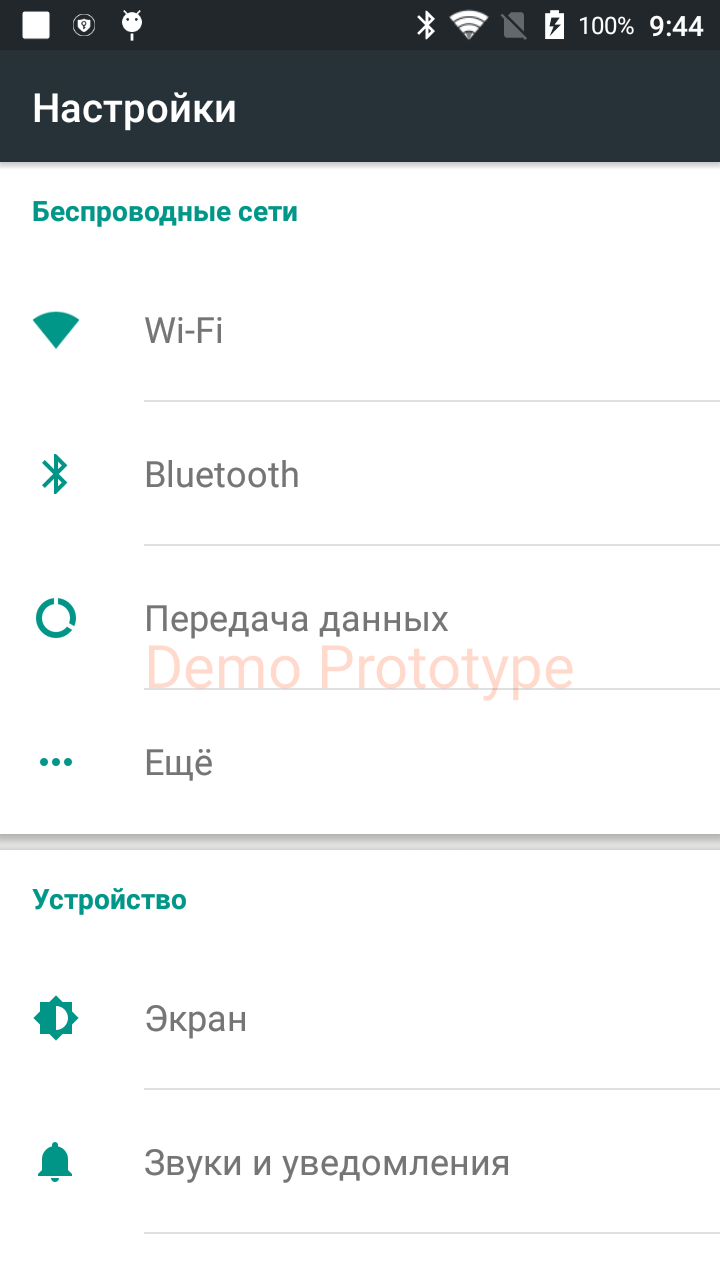 100% 9:44
Настройки
Беспроводные сети
Wi-Fi
Bluetooth
Передача данных
Demo Prototype
Ещё
Устройство
Экран
Звуки и уведомления